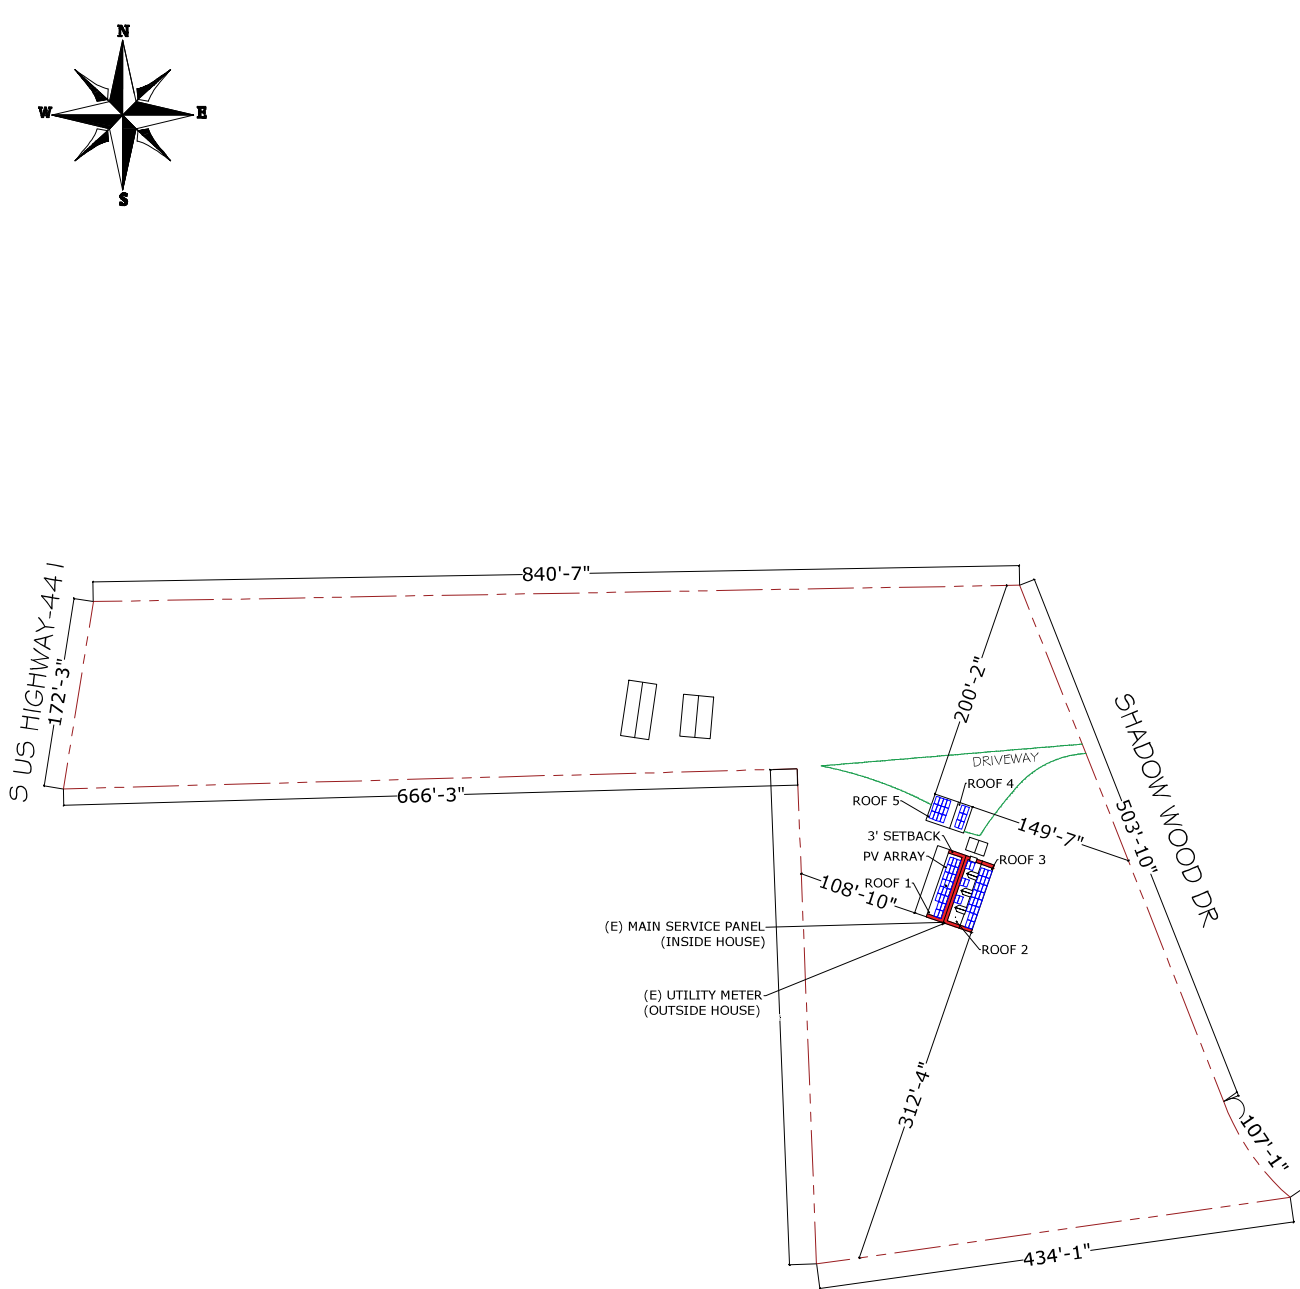 N
W
E
S
840'-7"
S US HIGHWAY-441
172'-3"
200'-2"
SHADOW WOOD DR
DRIVEWAY
666'-3"
ROOF 4
ROOF 5
503'-10"
149'-7"
3' SETBACK
PV ARRAY
ROOF 3
ROOF 1
108'-10"
(E) MAIN SERVICE PANEL
(INSIDE HOUSE)
ROOF 2
(E) UTILITY METER
(OUTSIDE HOUSE)
312'-4"
107'-1"
434'-1"